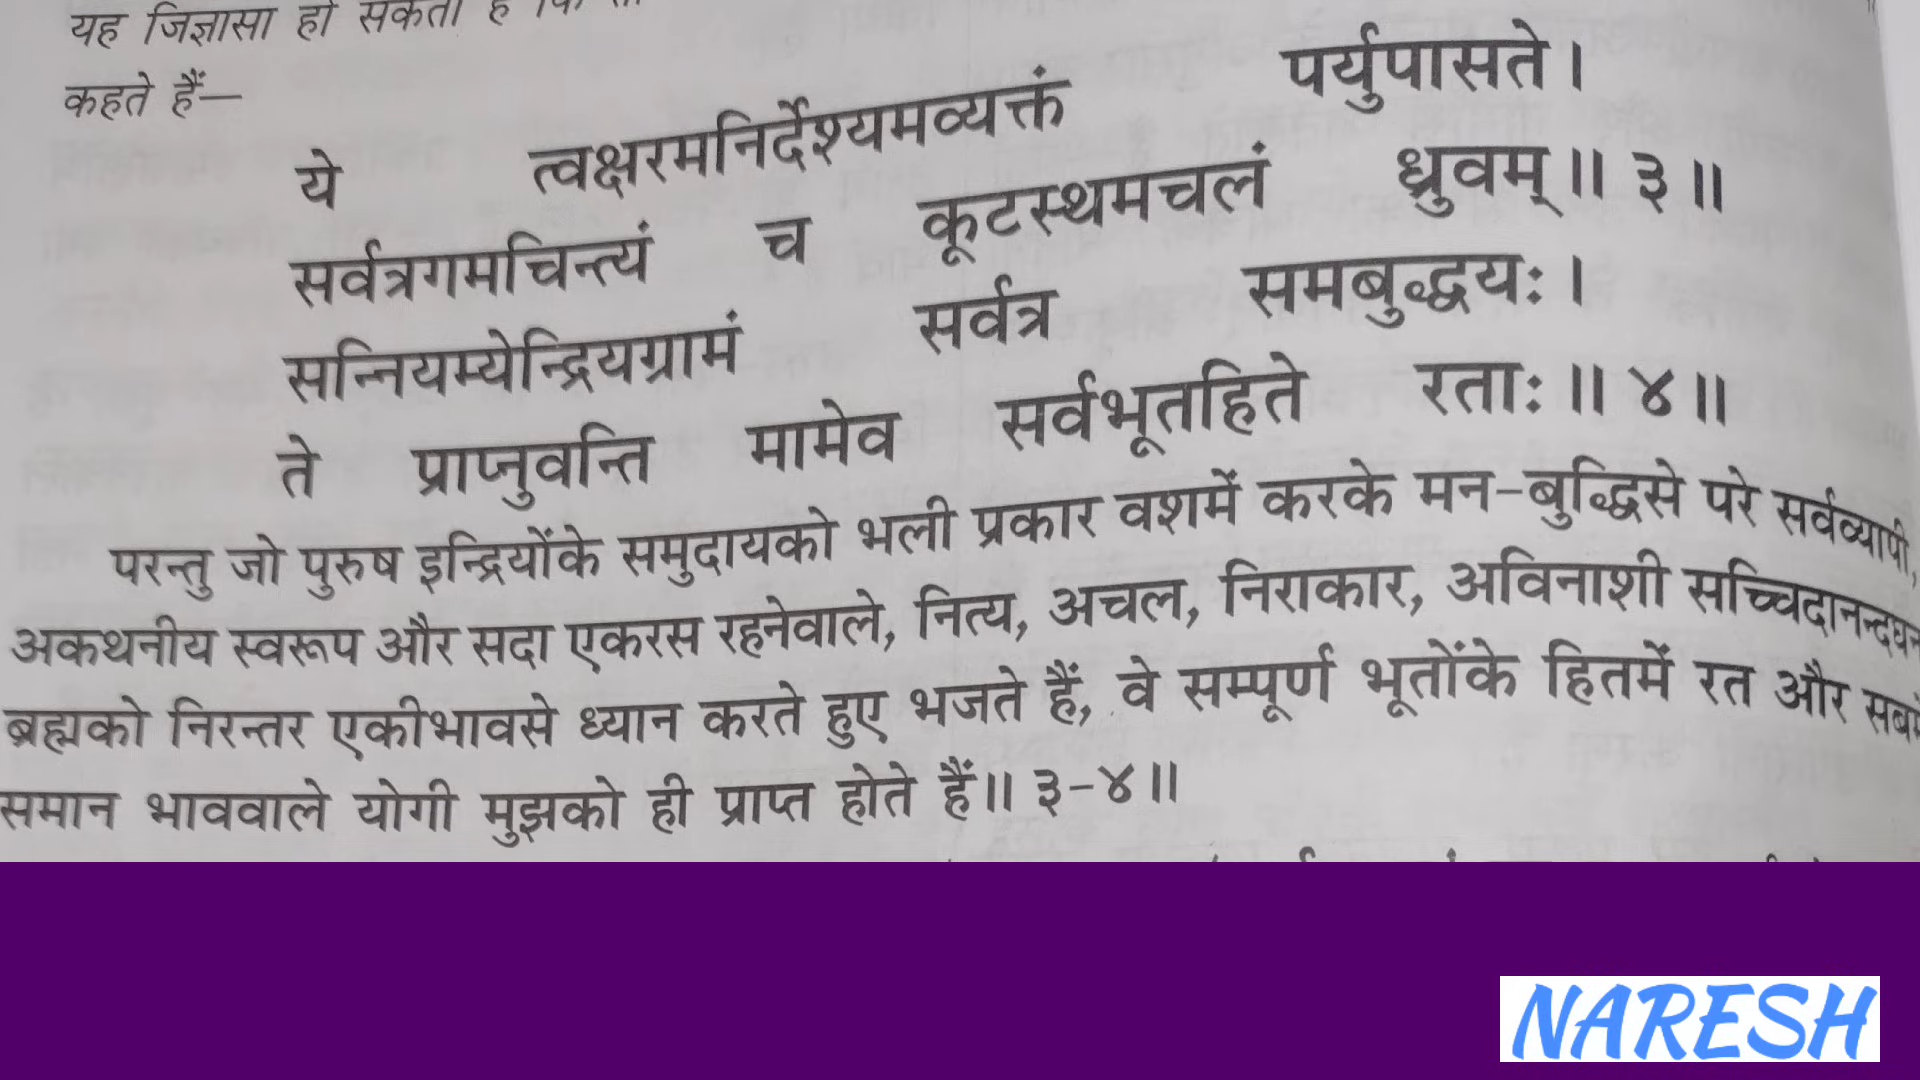 यह जिज्ञासा हो सकती है कि
कहते हैं—
ये त्वक्षरमनिर्देश्यमव्यक्तं पर्युपासते।
सर्वत्रगमचिन्त्यं च कूटस्थमचलं ध्रुवम्॥ ३॥
सन्नियम्येन्द्रियग्रामं सर्वत्र समबुद्धयः।
ते प्राप्नुवन्ति मामेव सर्वभूतहिते रताः॥ ४॥
परन्तु जो पुरुष इन्द्रियोंके समुदायको भली प्रकार वशमें करके मन-बुद्धिसे परे सर्वव्यापी,
अकथनीय स्वरूप और सदा एकरस रहनेवाले, नित्य, अचल, निराकार, अविनाशी सच्चिदानन्दघन
ब्रह्मको निरन्तर एकीभावसे ध्यान करते हुए भजते हैं, वे सम्पूर्ण भूतोंके हितमें रत और सबमें
समान भाववाले योगी मुझको ही प्राप्त होते हैं॥ ३-४॥
NARESH